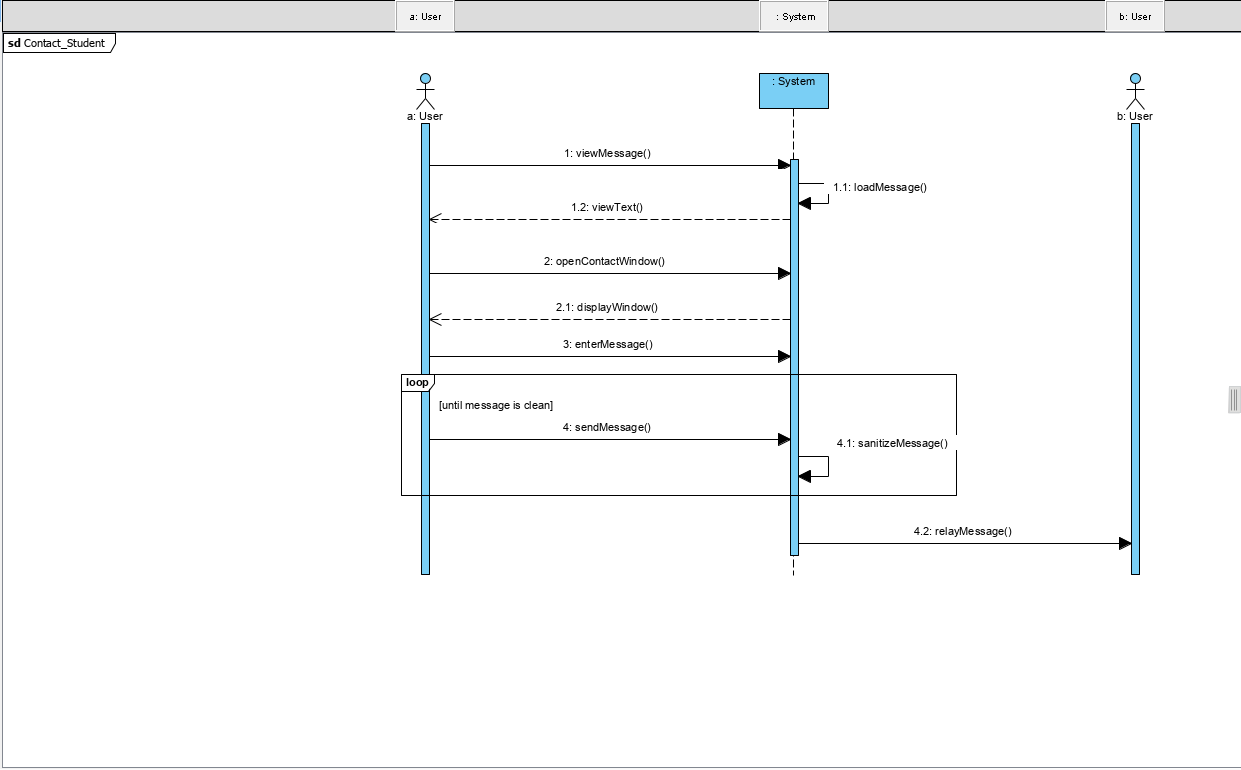 a: User
: System
b: User
sd Contact_Student
: System
a: User
b: User
1: viewMessage()
1.1: loadMessage()
1.2: viewText()
2: openContactWindow()
2.1: displayWindow()
3: enterMessage()
loop
[until message is clean]
4: sendMessage()
4.1: sanitizeMessage()
4.2: relayMessage()